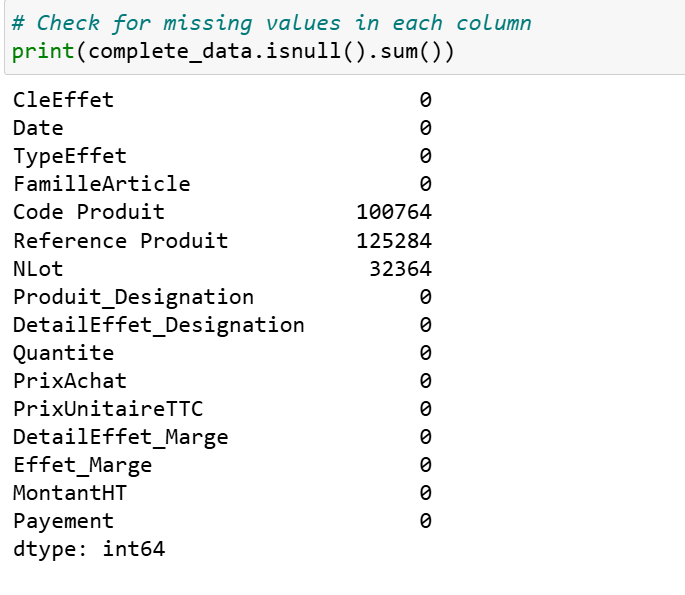 # Check for missing values in each column
print(complete_data.isnull().sum())
CleEffet 0
Date 0
TypeEffet 0
FamilleArticle 0
Code Produit 100764
Reference Produit 125284
NLot 32364
Produit_Designation 0
DetailEffet_Designation 0
Quantite 0
PrixAchat 0
PrixUnitaireTTC 0
DetailEffet_Marge 0
Effet_Marge 0
MontantHT 0
Payement 0
dtype: int64